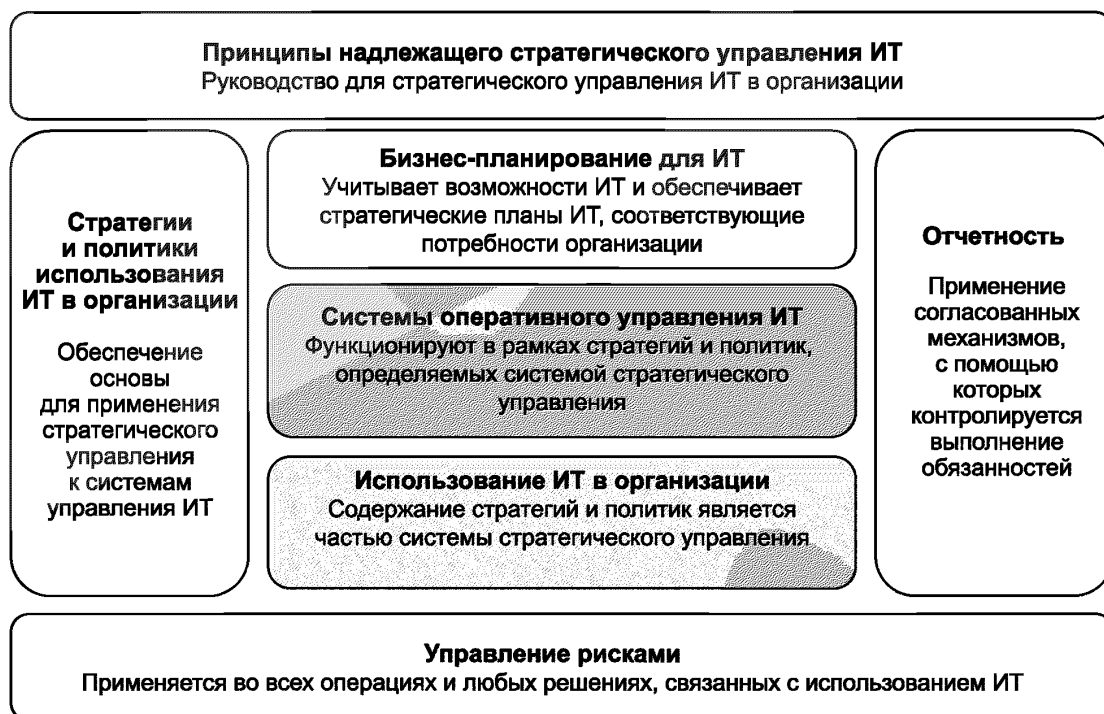 Принципы надлежащего стратегического управления ИТ
Руководство для стратегического управления ИТ в организации
Стратегии
и политики
использования
ИТ в организации
Обеспечение
основы
для применения
стратегического
управления
к системам
управления ИТ
Бизнес-планирование для ИТ
Учитывает возможности ИТ и обеспечивает
стратегические планы ИТ, соответствующие
потребности организации
Системы оперативного управления ИТ
Функционируют в рамках стратегий и политик,
определяемых системой стратегического
управления
Использование ИТ в организации
Содержание стратегий и политик является
частью системы стратегического управления
Отчетность
Применение
согласованных
механизмов,
с помощью
которых
контролируется
выполнение
обязанностей
Управление рисками
Применяется во всех операциях и любых решениях, связанных с использованием ИТ